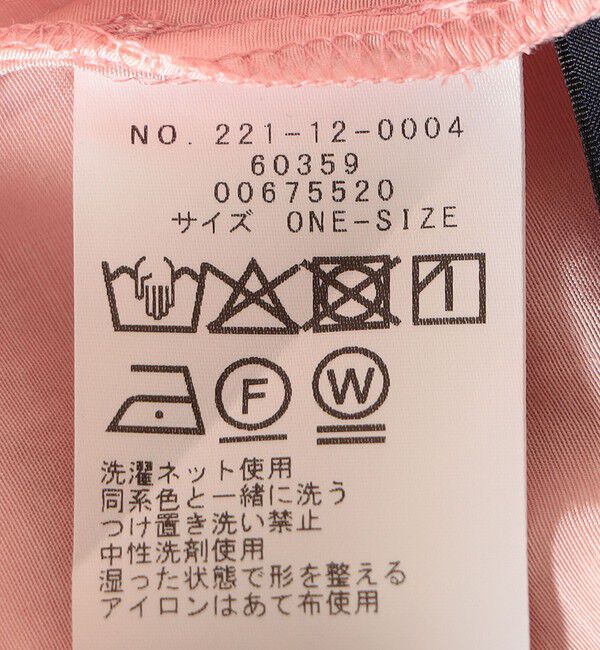 NO. 221-12-0004
60359
00675520
サイズ ONE-SIZE
F W
洗濯ネット使用
同系色と一緒に洗う
つけ置き洗い禁止
中性洗剤使用
湿った状態で形を整える
アイロンはあて布使用